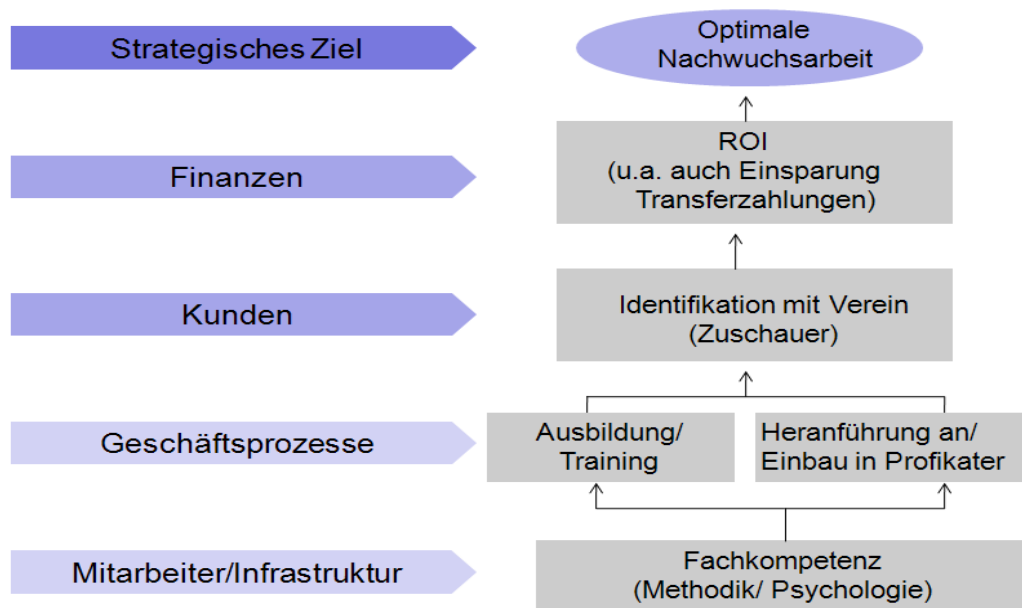 Strategisches Ziel
Optimale
Nachwuchsarbeit
Finanzen
ROI
(u.a. auch Einsparung
Transferzahlungen)
Kunden
Identifikation mit Verein
(Zuschauer)
Geschäftsprozesse
Ausbildung/
Training
Heranführung an/
Einbau in Profikater
Mitarbeiter/Infrastruktur
Fachkompetenz
(Methodik/ Psychologie)